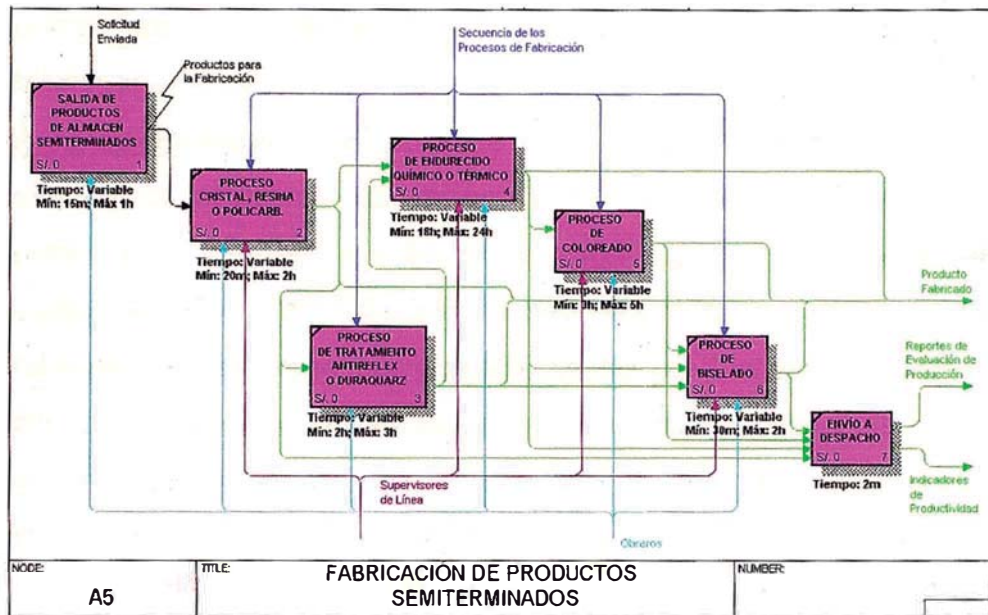 Solicitud
Enviada
Secuencia de los
Procesos de Fabricación
Productos para
la Fabricación
SALIDA DE
PRODUCTOS
DE ALMACEN
SEMITERMINADOS
S/. 0 1
Tiempo: Variable
Mín: 15m; Máx 1h
PROCESO
CRISTAL, RESINA
O POLICARB.
S/. 0 2
Tiempo: Variable
Mín: 20m; Máx: 2h
PROCESO
DE ENDURECIDO
QUÍMICO O TÉRMICO
S/. 0 4
Tiempo: Variable
Mín: 18h; Máx: 24h
PROCESO
DE
COLOREADO
S/. 0 5
Tiempo: Variable
Mín: 3h; Máx: 5h
Producto
Fabricado
PROCESO
DE TRATAMIENTO
ANTIREFLEX
O DURAQUARZ
S/. 0 3
Tiempo: Variable
Mín: 2h; Máx: 3h
PROCESO
DE
BISELADO
S/. 0 6
Tiempo: Variable
Mín: 30m; Máx: 2h
Reportes de
Evaluación de
Producción
ENVÍO A
DESPACHO
S/. 0 7
Tiempo: 2m
Indicadores
de
Productividad
Supervisores
de Línea
Obreros
NODE:
A5
TITLE:
FABRICACION DE PRODUCTOS
SEMITERMINADOS
NUMBER: